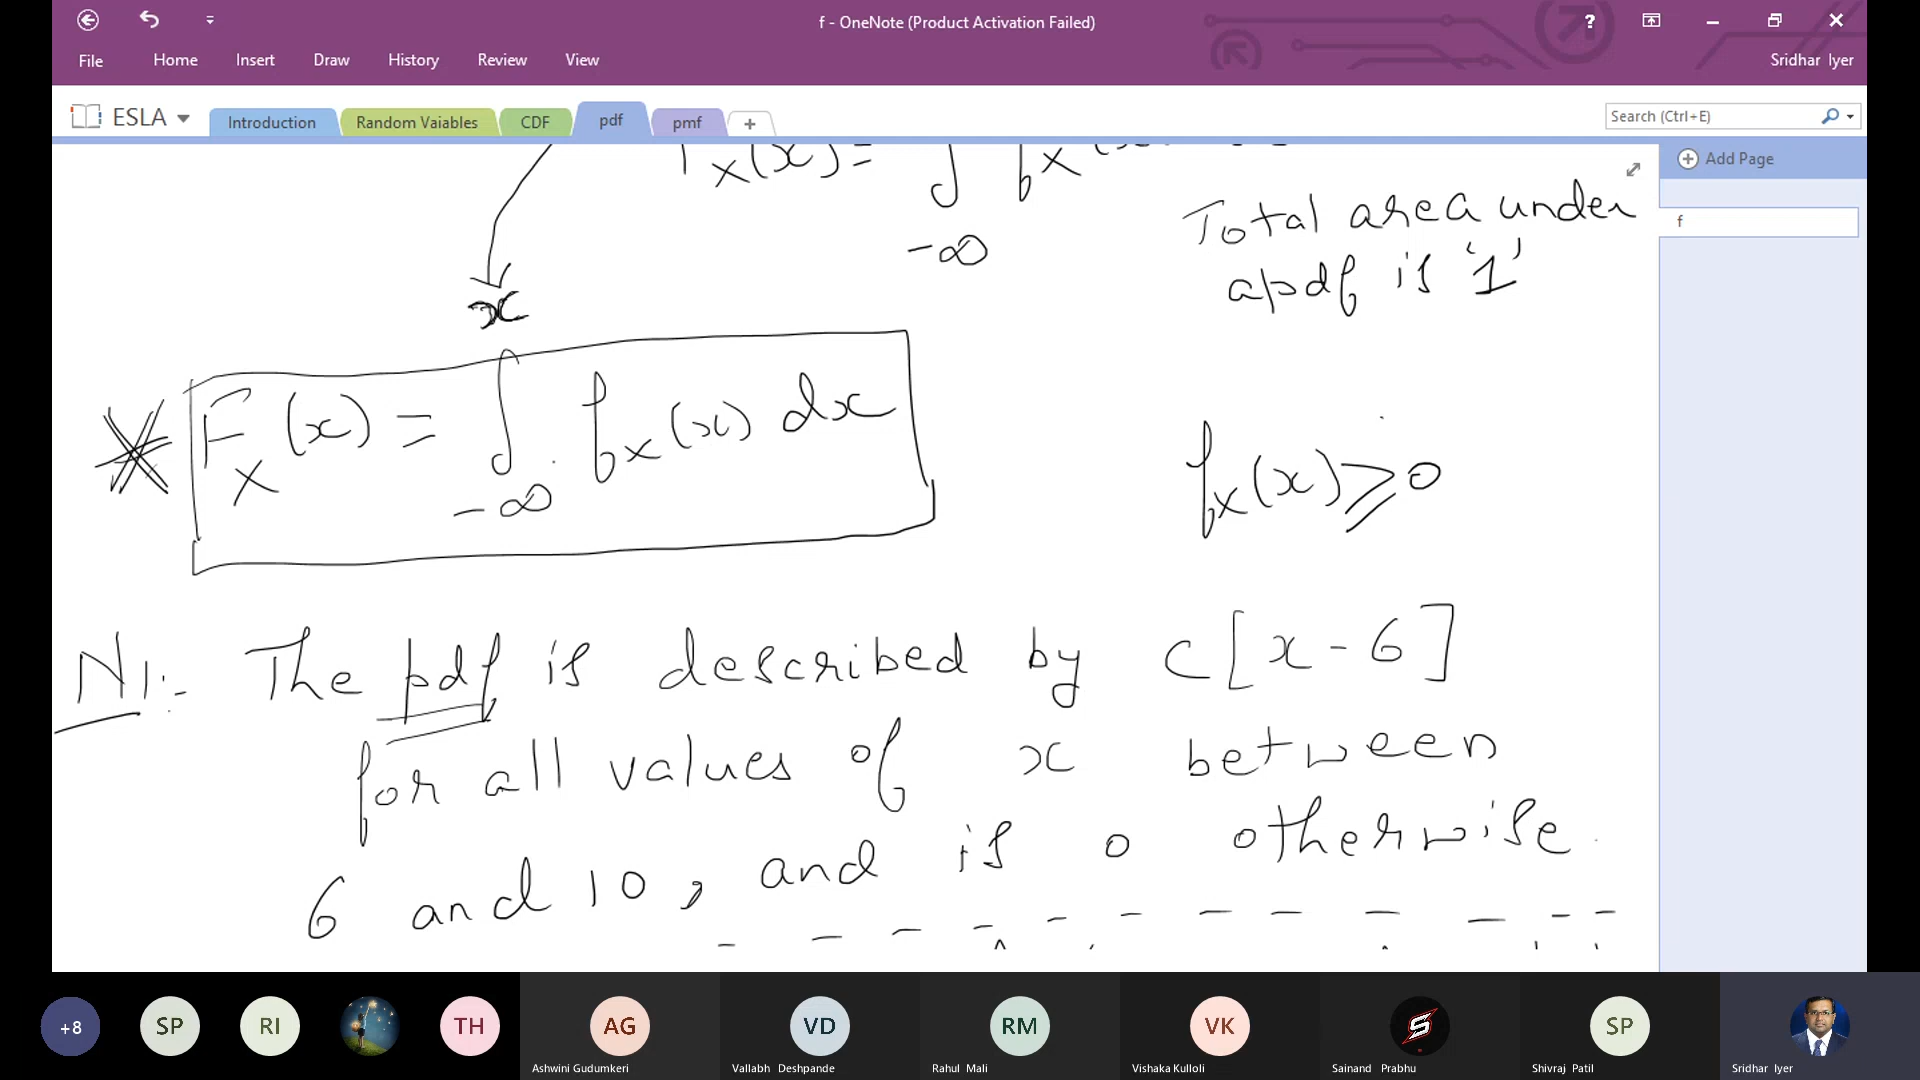 f - OneNote (Product Activation Failed)
?
File Home Insert Draw History Review View
Sridhar Iyer
ESLA Introduction Random Vaiables CDF pdf pmf +
Search (Ctrl+E)
Add Page
f
F_X(x) = ∫ f_X
-∞
Total area under
a pdf is '1'
x
F_X(x) = ∫ f_X(x) dx
-∞
f_X(x) ≥ 0
N1:- The pdf is described by c[x-6]
for all values of x between
6 and 10, and is 0 otherwise.
+8 SP RI TH AG VD RM VK S SP
Ashwini Gudumkeri Vallabh Deshpande Rahul Mali Vishaka Kulloli Sainand Prabhu Shivraj Patil Sridhar Iyer